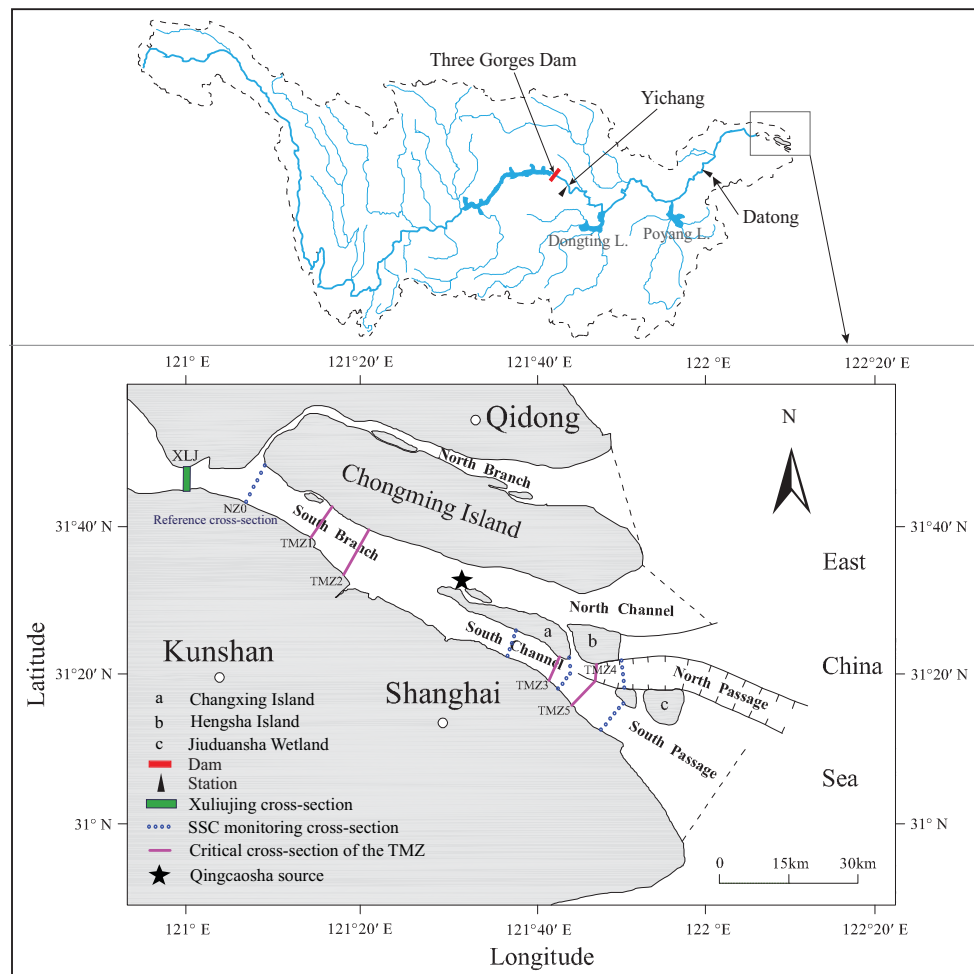 Three Gorges Dam
Yichang
Datong
Dongting L.
Poyang L.
121° E
121°20′ E
121°40′ E
122° E
122°20′ E
Qidong
N
XLJ
North Branch
Chongming Island
NZ0
Reference cross-section
31°40′ N
South Branch
31°40′ N
TMZ1
TMZ2
East
North Channel
a
b
South Channel
Kunshan
31°20′ N
TMZ4
China
31°20′ N
TMZ3
North Passage
Shanghai
TMZ5
c
South Passage
Latitude
a Changxing Island
b Hengsha Island
c Jiuduansha Wetland
Dam
Station
Sea
Xuliujing cross-section
31° N
SSC monitoring cross-section
31° N
Critical cross-section of the TMZ
Qingcaosha source
0 15km 30km
121° E
121°20′ E
121°40′ E
122° E
122°20′ E
Longitude